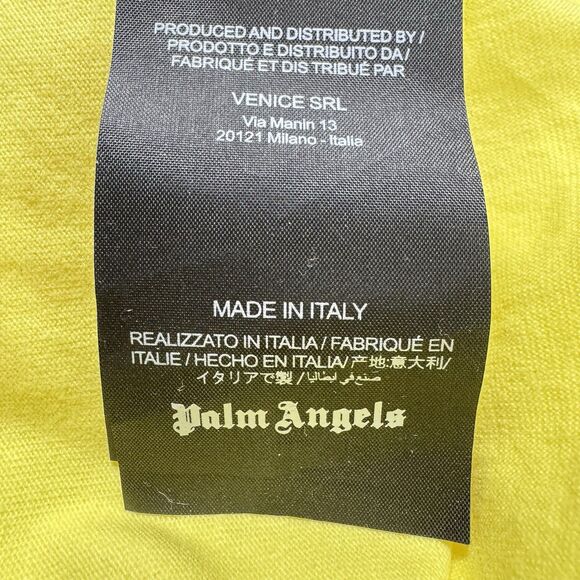 PRODUCED AND DISTRIBUTED BY/
PRODOTTO E DISTRIBUITO DA/
FABRIQUÉ ET DISTRIBUÉ PAR
VENICE SRL
Via Manin 13
20121 Milano - Italia
MADE IN ITALY
REALIZZATO IN ITALIA / FABRIQUÉ EN
ITALIE / HECHO EN ITALIA/ 产地:意大利/
イタリアで製 / صنع في ايطاليا
Palm Angels